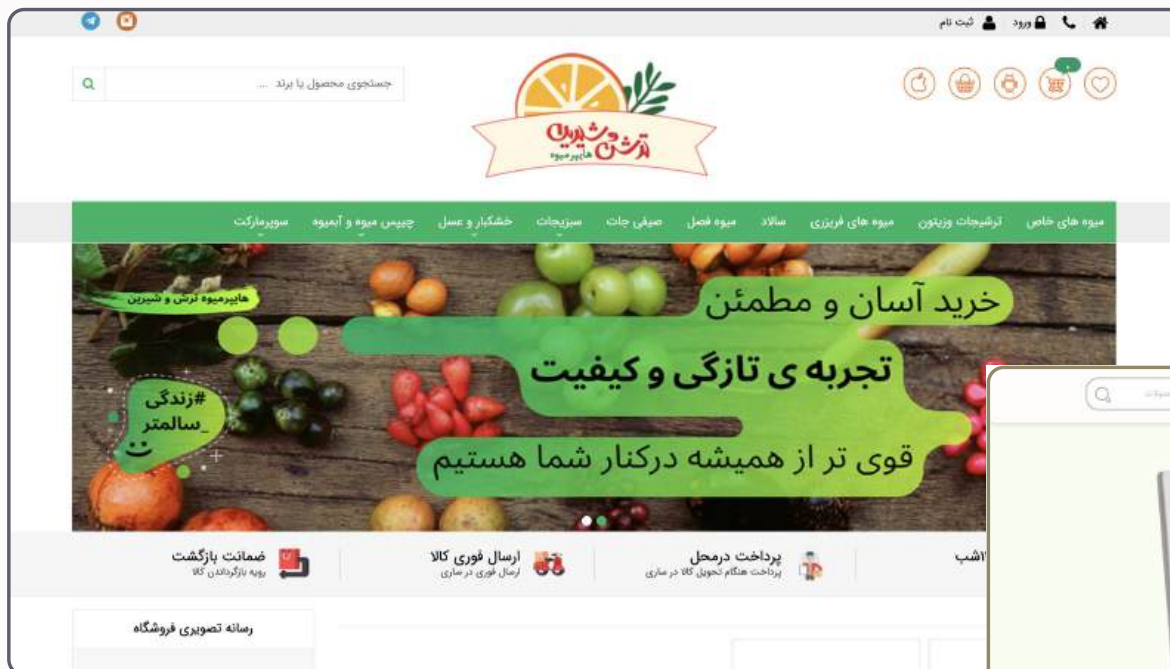 ورود ثبت نام
جستجوی محصول یا برند ...
ترش و شیرین
هایپر میوه
میوه های خاص ترشیجات وزیتون میوه های فریزری سالاد میوه فصل صیفی جات سبزیجات خشکبار و عسل چیپس میوه و آبمیوه سوپرمارکت
هایپرمیوه ترش و شیرین
خرید آسان و مطمئن
تجربه ی تازگی و کیفیت
#زندگی
_سالمتر
قوی تر از همیشه درکنار شما هستیم
شب
پرداخت درمحل
پرداخت هنگام تحویل کالا در ساری
ارسال فوری کالا
ارسال فوری در ساری
ضمانت بازگشت
رویه بازگرداندن کالا
رسانه تصویری فروشگاه